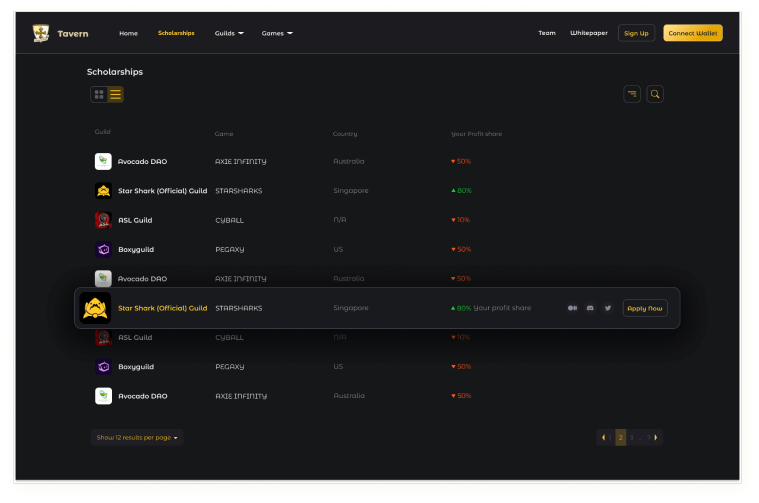 Tavern Home Scholarships Guilds Games Team Whitepaper Sign Up Connect Wallet
Scholarships
Guild Game Country Your Profit share
Avocado DAO AXIE INFINITY Australia 50%
Star Shark (Official) Guild STARSHARKS Singapore 80%
ASL Guild CYBALL N/A 10%
Boxyguild PEGAXY US 50%
Avocado DAO AXIE INFINITY Australia 50%
Star Shark (Official) Guild STARSHARKS Singapore 80% Your profit share Apply Now
ASL Guild CYBALL N/A 10%
Boxyguild PEGAXY US 50%
Avocado DAO AXIE INFINITY Australia 50%
Show 12 results per page 1 2 3 ..